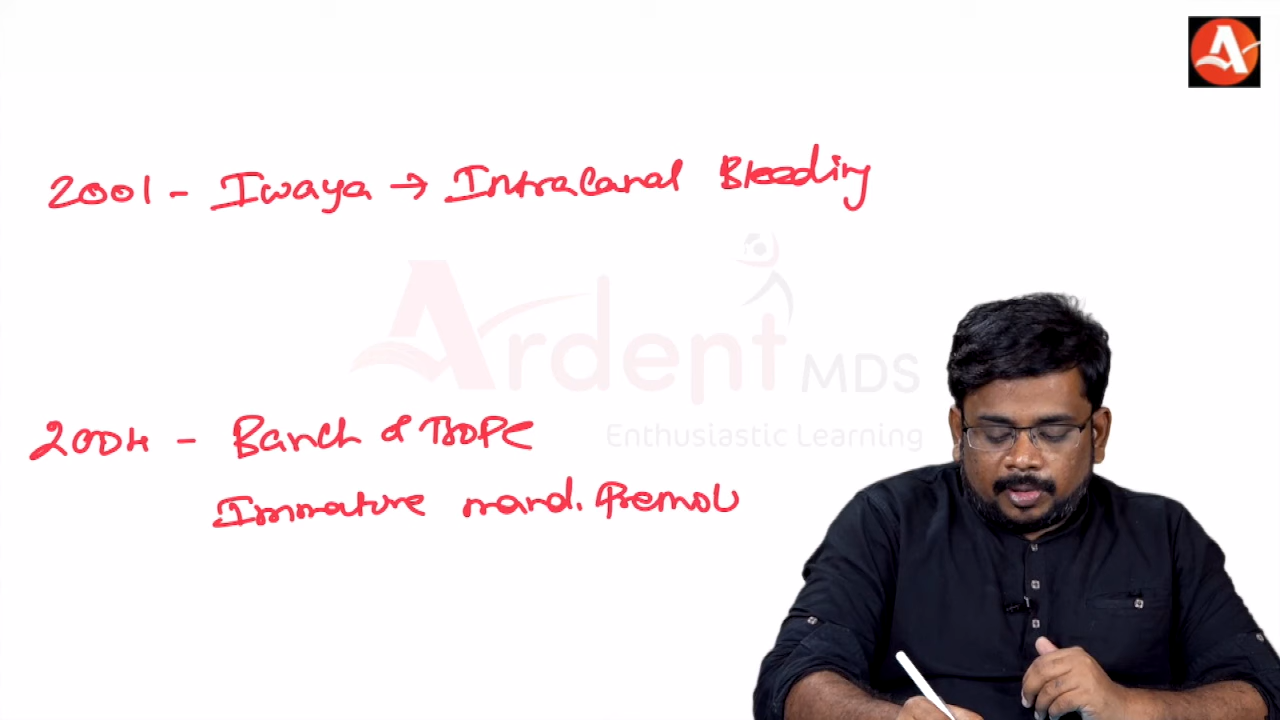 2001 - Iwaya → Intracanal Bleeding
Ardent MDS
Enthusiastic Learning
2004 - Banch & Trope
Immature mand. Premol